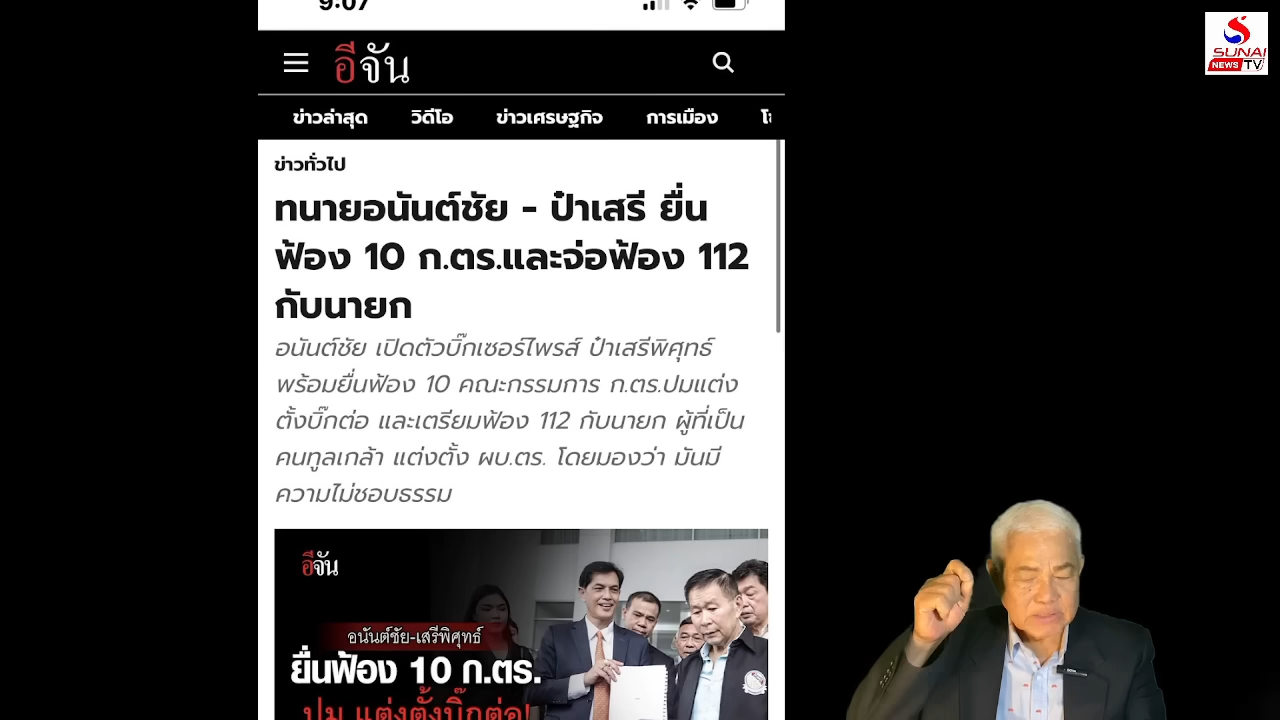 9:07
SUNAI
NEWS TV
อีจัน
ข่าวล่าสุด วิดีโอ ข่าวเศรษฐกิจ การเมือง
ข่าวทั่วไป
ทนายอนันต์ชัย - ป๋าเสรี ยื่น
ฟ้อง 10 ก.ตร.และจ่อฟ้อง 112
กับนายก
อนันต์ชัย เปิดตัวบิ๊กเซอร์ไพรส์ ป๋าเสรีพิศุทธ์
พร้อมยื่นฟ้อง 10 คณะกรรมการ ก.ตร.ปมแต่ง
ตั้งบิ๊กต่อ และเตรียมฟ้อง 112 กับนายก ผู้ที่เป็น
คนทูลเกล้า แต่งตั้ง ผบ.ตร. โดยมองว่า มันมี
ความไม่ชอบธรรม
อีจัน
อนันต์ชัย-เสรีพิศุทธ์
ยื่นฟ้อง 10 ก.ตร.
ปม แต่งตั้งบิ๊กต่อ!